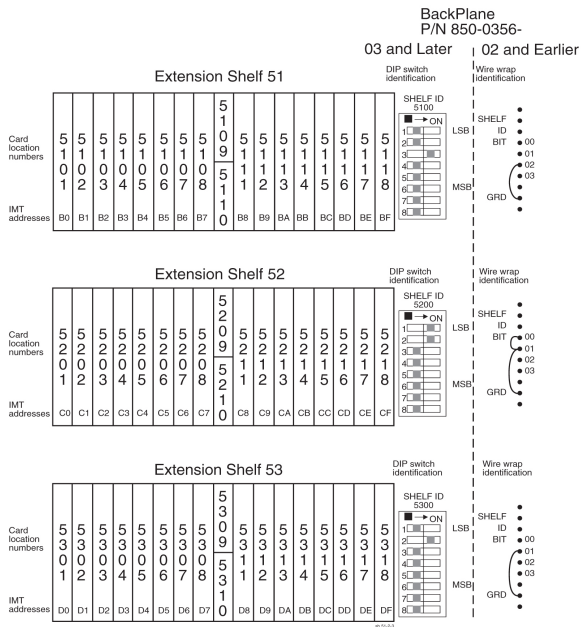 BackPlane
P/N 850-0356-
03 and Later
02 and Earlier
Extension Shelf 51
DIP switch
identification
Wire wrap
identification
Card
location
numbers
5101 5102 5103 5104 5105 5106 5107 5108 5109 5110 5111 5112 5113 5114 5115 5116 5117 5118
IMT
addresses
B0 B1 B2 B3 B4 B5 B6 B7 B8 B9 BA BB BC BD BE BF
SHELF ID
5100
ON
1
2
3
4
5
6
7
8
LSB
MSB
SHELF
ID
BIT 00
01
02
03
GRD
Extension Shelf 52
DIP switch
identification
Wire wrap
identification
Card
location
numbers
5201 5202 5203 5204 5205 5206 5207 5208 5209 5210 5211 5212 5213 5214 5215 5216 5217 5218
IMT
addresses
C0 C1 C2 C3 C4 C5 C6 C7 C8 C9 CA CB CC CD CE CF
SHELF ID
5200
ON
1
2
3
4
5
6
7
8
LSB
MSB
SHELF
ID
BIT 00
01
02
03
GRD
Extension Shelf 53
DIP switch
identification
Wire wrap
identification
Card
location
numbers
5301 5302 5303 5304 5305 5306 5307 5308 5309 5310 5311 5312 5313 5314 5315 5316 5317 5318
IMT
addresses
D0 D1 D2 D3 D4 D5 D6 D7 D8 D9 DA DB DC DD DE DF
SHELF ID
5300
ON
1
2
3
4
5
6
7
8
LSB
MSB
SHELF
ID
BIT 00
01
02
03
GRD